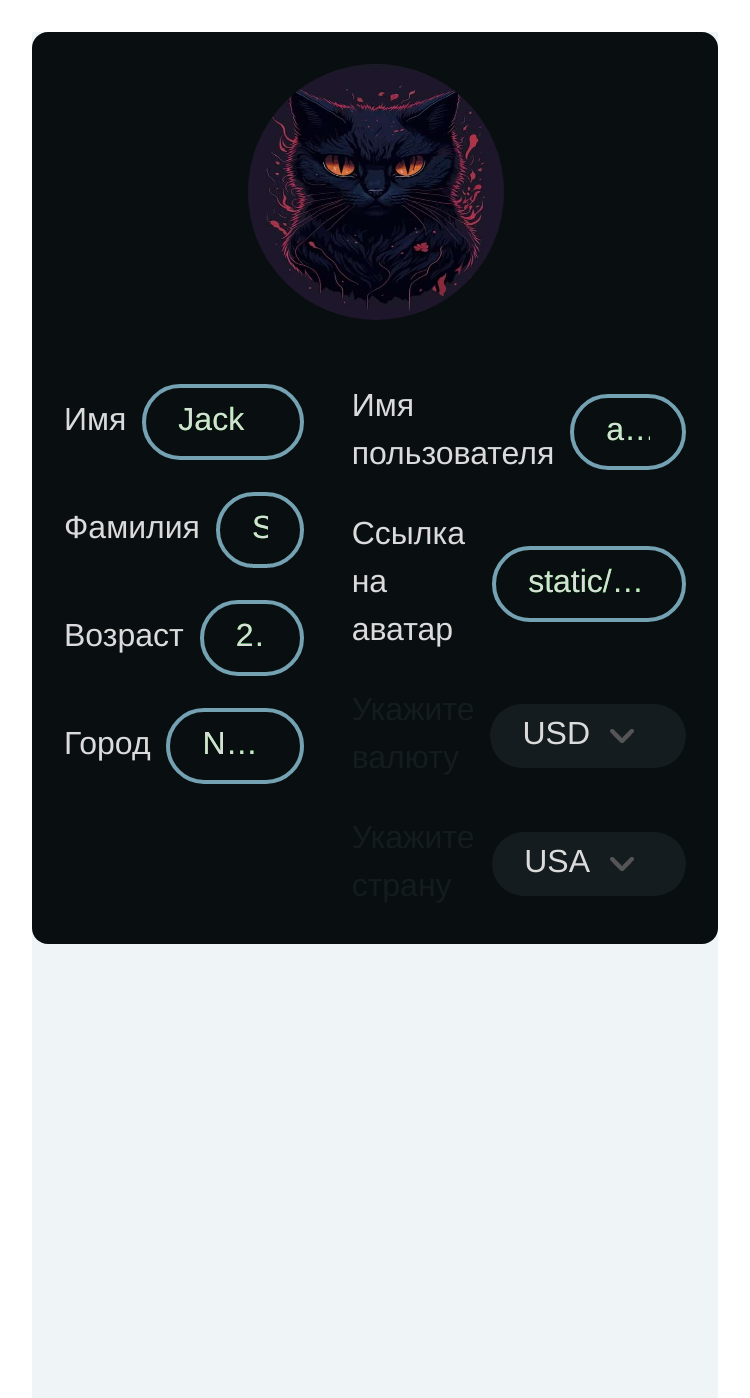 Имя
Jack
Фамилия
S
Возраст
2.
Город
N...
Имя
пользователя
a...
Ссылка
на
аватар
static/...
Укажите
валюту
USD
Укажите
страну
USA